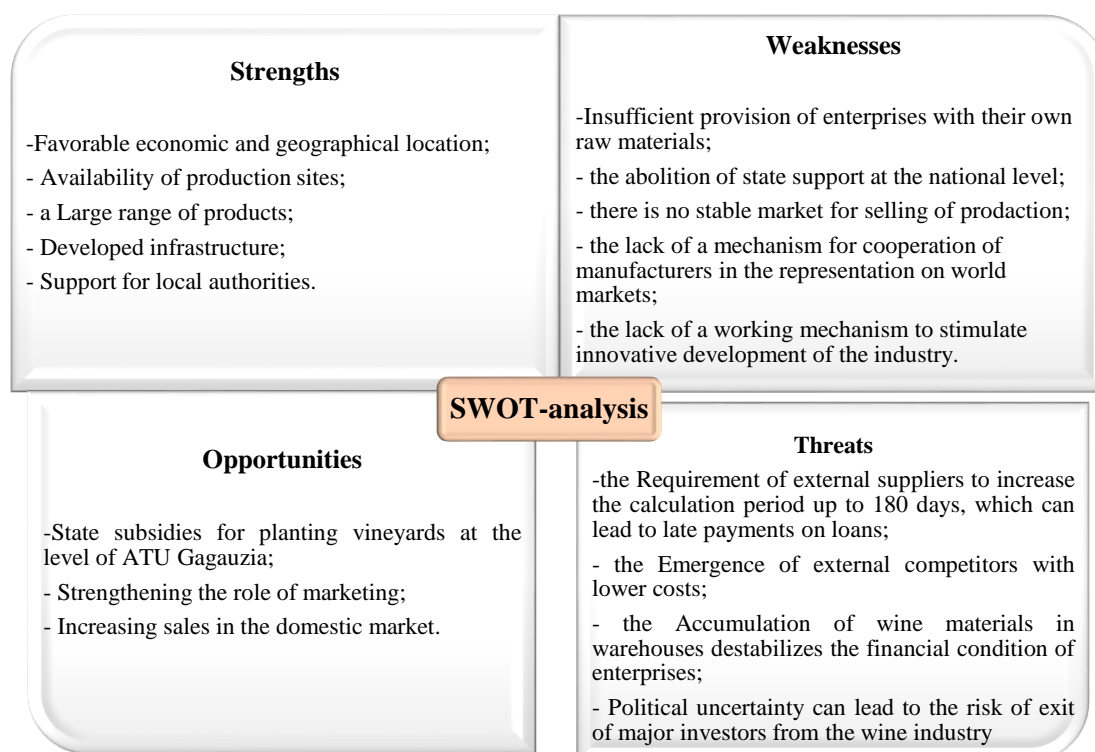 Strengths
-Favorable economic and geographical location;
- Availability of production sites;
- a Large range of products;
- Developed infrastructure;
- Support for local authorities.
Weaknesses
-Insufficient provision of enterprises with their own
raw materials;
- the abolition of state support at the national level;
- there is no stable market for selling of prodaction;
- the lack of a mechanism for cooperation of
manufacturers in the representation on world
markets;
- the lack of a working mechanism to stimulate
innovative development of the industry.
SWOT-analysis
Opportunities
-State subsidies for planting vineyards at the
level of ATU Gagauzia;
- Strengthening the role of marketing;
- Increasing sales in the domestic market.
Threats
-the Requirement of external suppliers to increase
the calculation period up to 180 days, which can
lead to late payments on loans;
- the Emergence of external competitors with
lower costs;
- the Accumulation of wine materials in
warehouses destabilizes the financial condition of
enterprises;
- Political uncertainty can lead to the risk of exit
of major investors from the wine industry